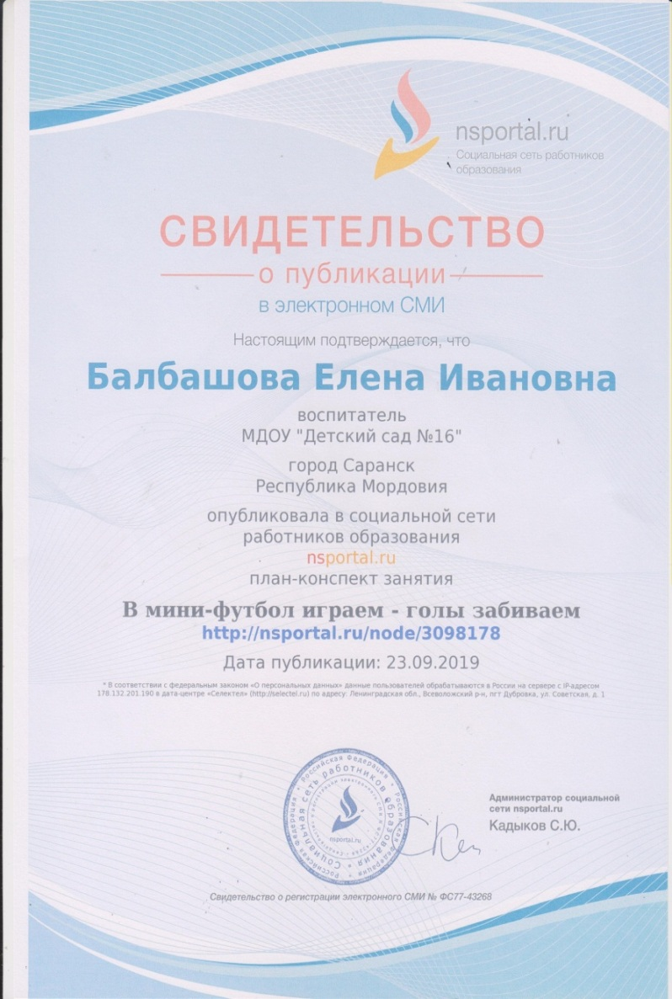 nsportal.ru
Социальная сеть работников
образования
СВИДЕТЕЛЬСТВО
о публикации
в электронном СМИ
Настоящим подтверждается, что
Балбашова Елена Ивановна
воспитатель
МДОУ "Детский сад №16"
город Саранск
Республика Мордовия
опубликовала в социальной сети
работников образования
nsportal.ru
план-конспект занятия
В мини-футбол играем - голы забиваем
http://nsportal.ru/node/3098178
Дата публикации: 23.09.2019
* В соответствии с федеральным законом «О персональных данных» данные пользователей обрабатываются в России на сервере с IP-адресом
178.132.201.190 в дата-центре «Селектел» (http://selectel.ru) по адресу: Ленинградская обл., Всеволожский р-н, пгт Дубровка, ул. Советская, д. 1
Российская Федерация • Российская Федерация • Российская Федерация
Социальная сеть работников образования
nsportal.ru
Администратор социальной
сети nsportal.ru
Кадыков С.Ю.
Свидетельство о регистрации электронного СМИ № ФС77-43268